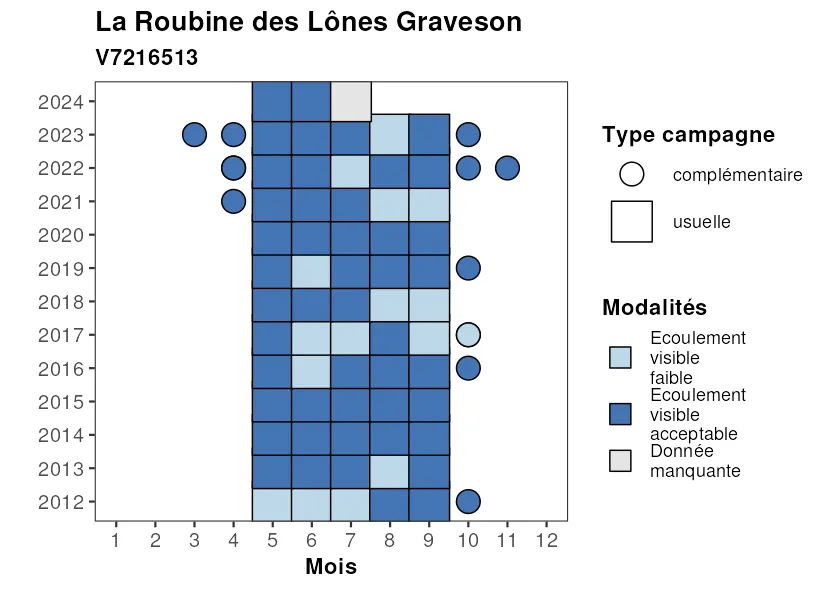 La Roubine des Lônes Graveson
V7216513
2024
2023
2022
2021
2020
2019
2018
2017
2016
2015
2014
2013
2012
1 2 3 4 5 6 7 8 9 10 11 12
Mois
Type campagne
complémentaire
usuelle
Modalités
Ecoulement
visible
faible
Ecoulement
visible
acceptable
Donnée
manquante